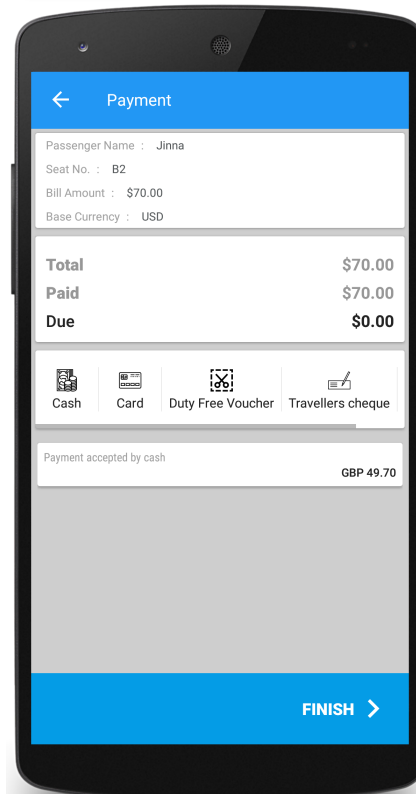 Payment
Passenger Name : Jinna
Seat No. : B2
Bill Amount : $70.00
Base Currency : USD
Total $70.00
Paid $70.00
Due $0.00
Cash Card Duty Free Voucher Travellers cheque
Payment accepted by cash
GBP 49.70
FINISH